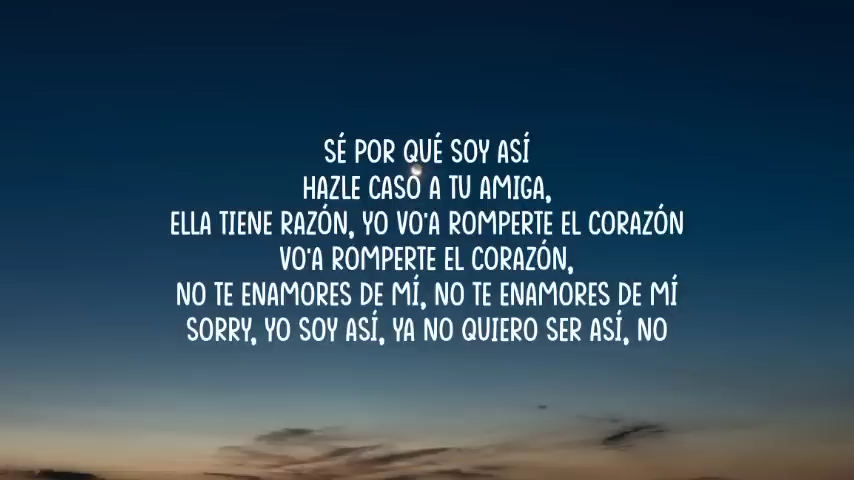 SÉ POR QUÉ SOY ASÍ
HAZLE CASO A TU AMIGA,
ELLA TIENE RAZÓN, YO VO'A ROMPERTE EL CORAZÓN
VO'A ROMPERTE EL CORAZÓN,
NO TE ENAMORES DE MÍ, NO TE ENAMORES DE MÍ
SORRY, YO SOY ASÍ, YA NO QUIERO SER ASÍ, NO